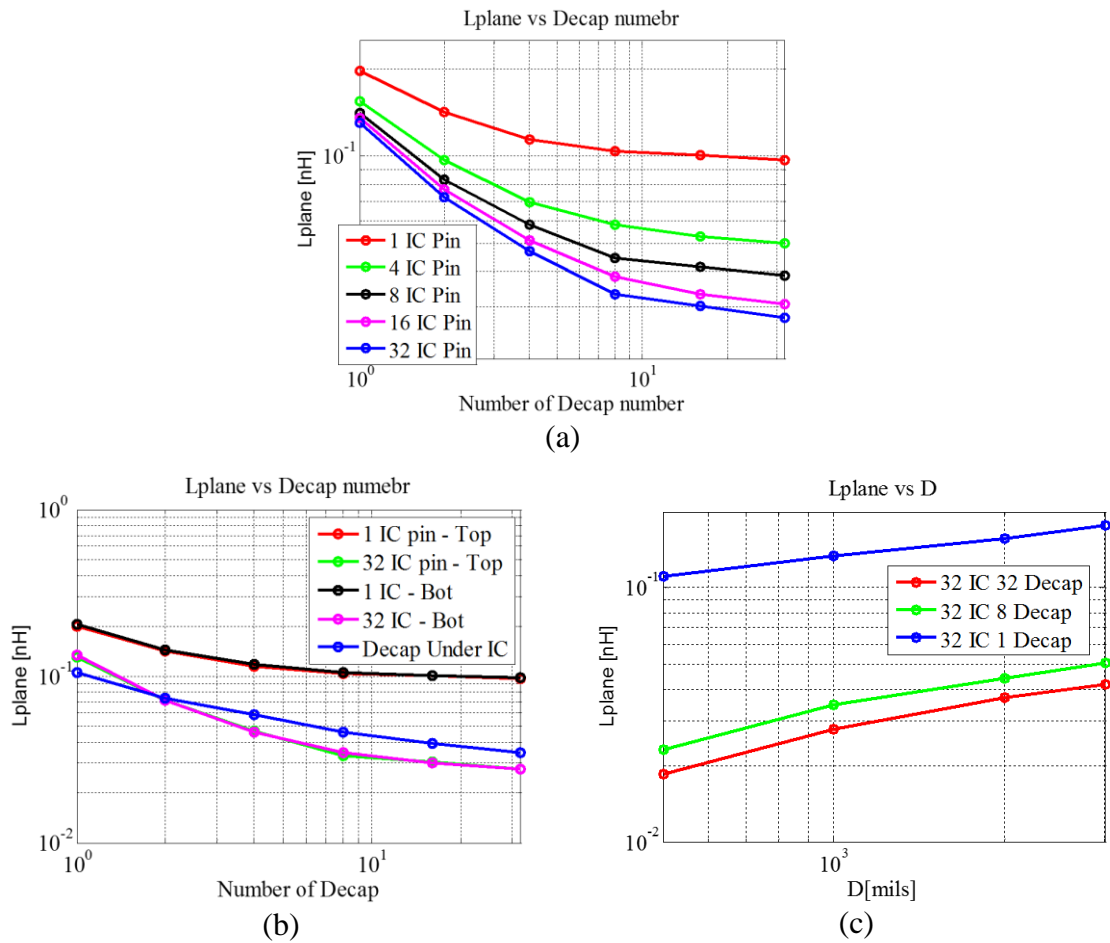 Lplane vs Decap numebr
Lplane [nH]
10^-1
1 IC Pin
4 IC Pin
8 IC Pin
16 IC Pin
32 IC Pin
10^0
10^1
Number of Decap number
(a)
Lplane vs Decap numebr
Lplane [nH]
10^0
10^-1
10^-2
1 IC pin - Top
32 IC pin - Top
1 IC - Bot
32 IC - Bot
Decap Under IC
10^0
10^1
Number of Decap
(b)
Lplane vs D
Lplane [nH]
10^-1
10^-2
32 IC 32 Decap
32 IC 8 Decap
32 IC 1 Decap
10^3
D[mils]
(c)